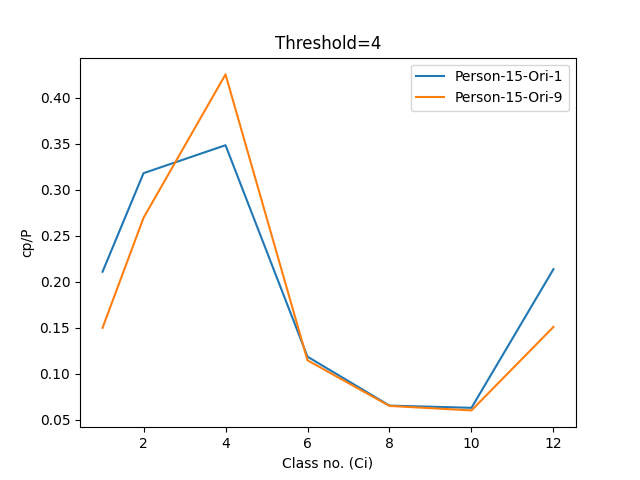 Threshold=4
Person-15-Ori-1
Person-15-Ori-9
0.40
0.35
0.30
0.25
0.20
0.15
0.10
0.05
cp/P
2 4 6 8 10 12
Class no. (Ci)